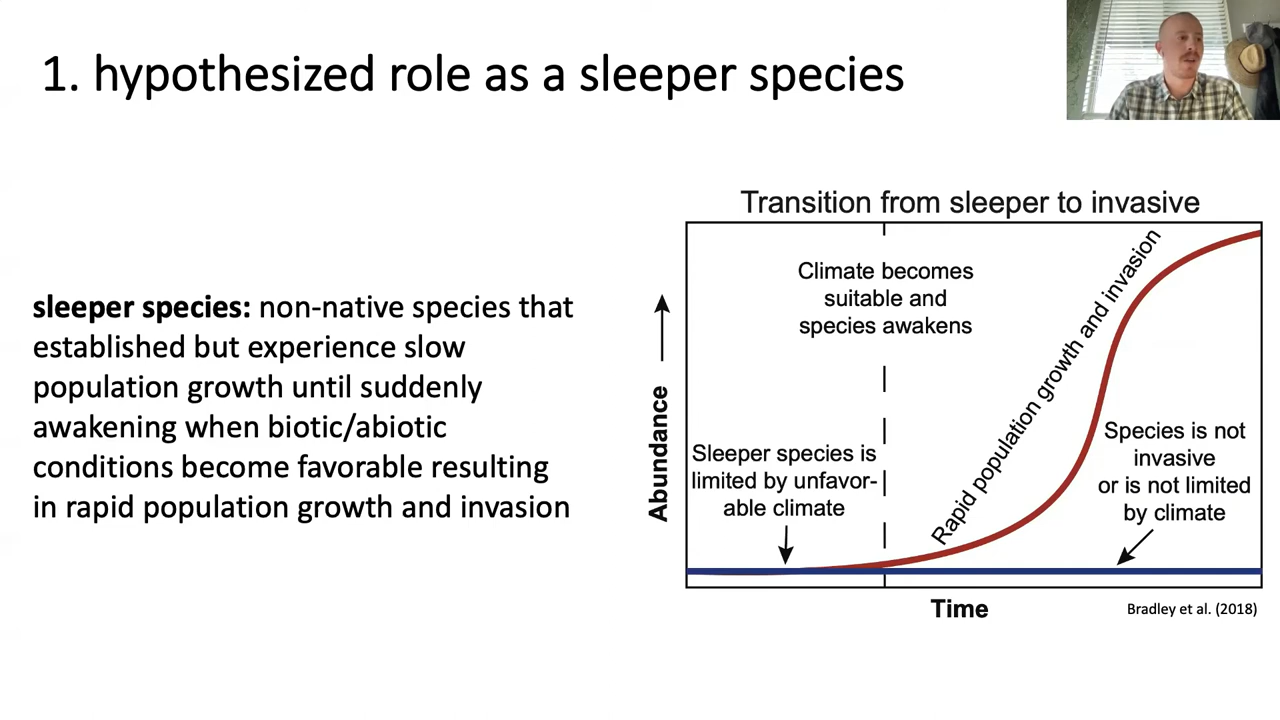 1. hypothesized role as a sleeper species
sleeper species: non-native species that
established but experience slow
population growth until suddenly
awakening when biotic/abiotic
conditions become favorable resulting
in rapid population growth and invasion
Transition from sleeper to invasive
Climate becomes
suitable and
species awakens
Rapid population growth and invasion
Sleeper species is
limited by unfavor-
able climate
Species is not
invasive
or is not limited
by climate
Abundance
Time
Bradley et al. (2018)